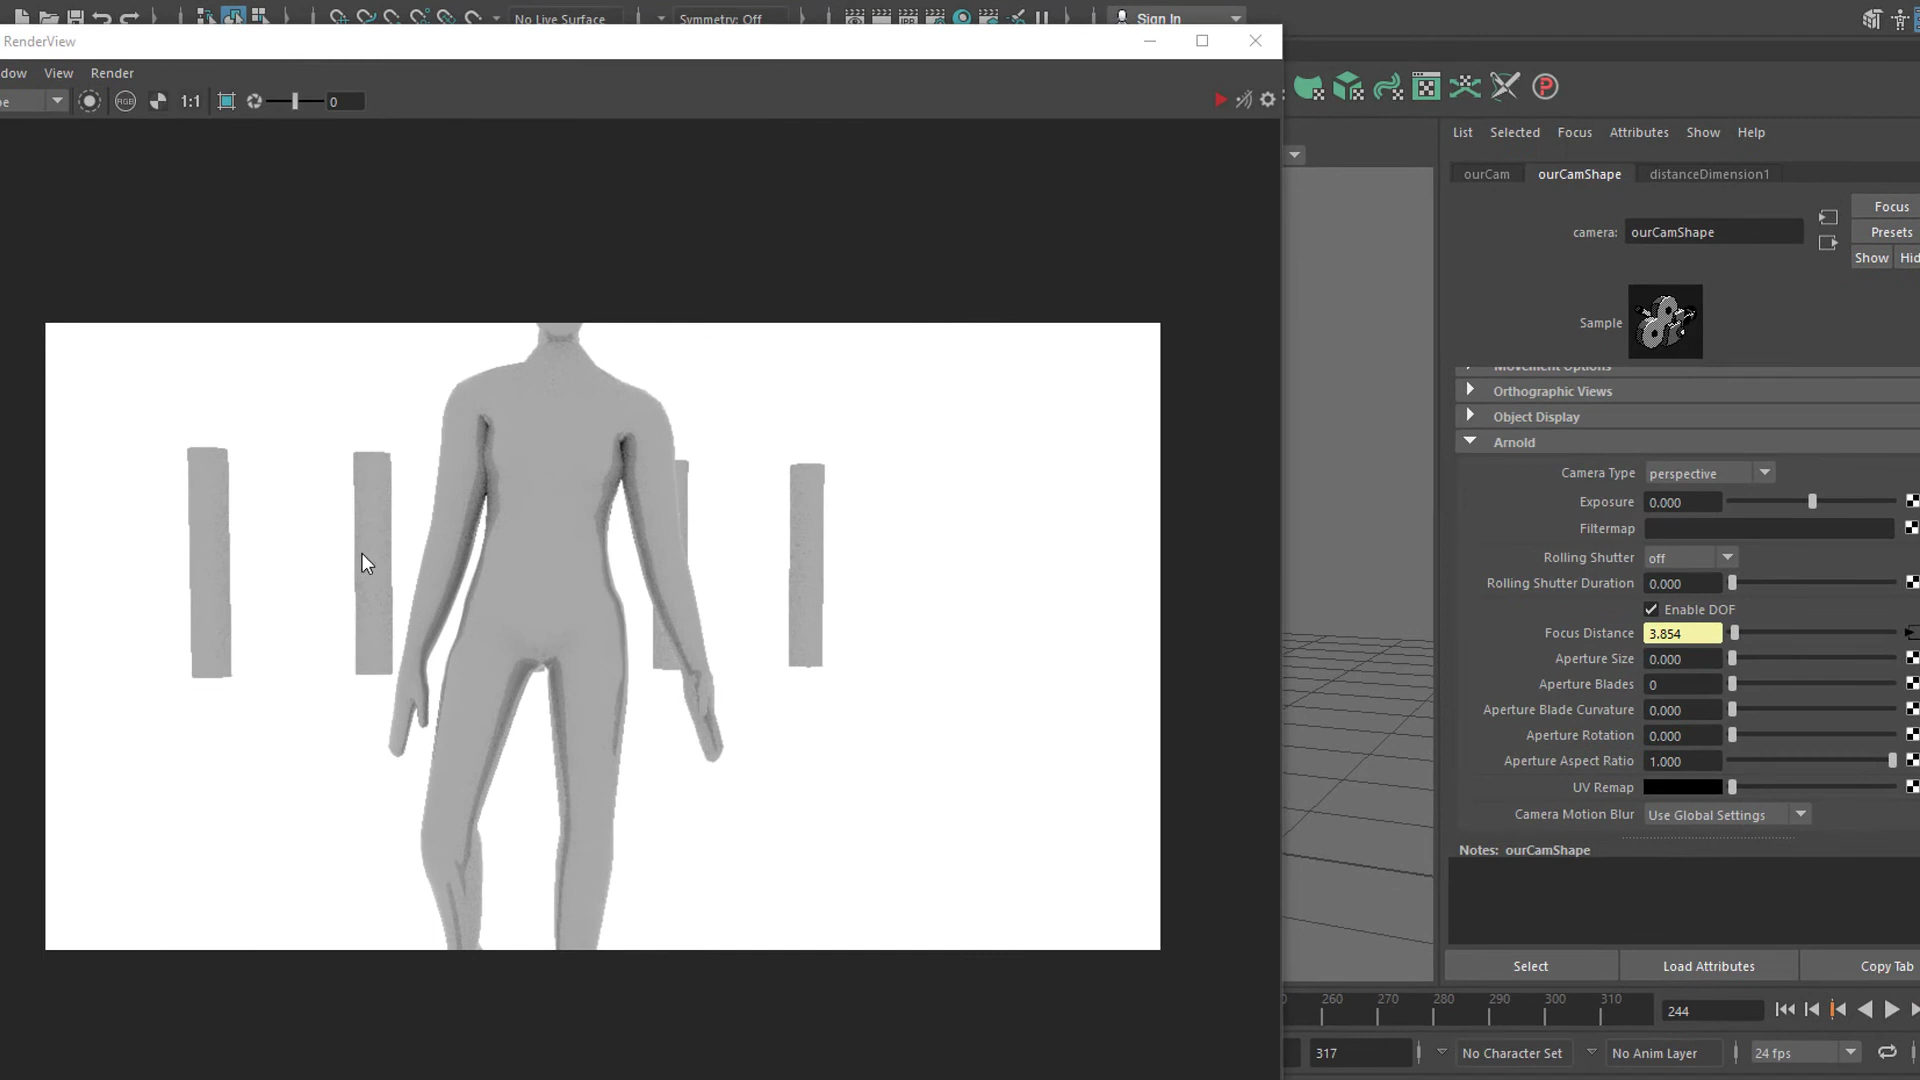 No Live Surface
Symmetry: Off
Sign In
RenderView
dow View Render
pe
RGB
1:1
0
List Selected Focus Attributes Show Help
ourCam ourCamShape distanceDimension1
Focus
camera: ourCamShape
Presets
Show Hid
Sample
Movement Options
Orthographic Views
Object Display
Arnold
Camera Type perspective
Exposure 0.000
Filtermap
Rolling Shutter off
Rolling Shutter Duration 0.000
Enable DOF
Focus Distance 3.854
Aperture Size 0.000
Aperture Blades 0
Aperture Blade Curvature 0.000
Aperture Rotation 0.000
Aperture Aspect Ratio 1.000
UV Remap
Camera Motion Blur Use Global Settings
Notes: ourCamShape
Select Load Attributes Copy Tab
260 270 280 290 300 310
244
317 No Character Set No Anim Layer 24 fps